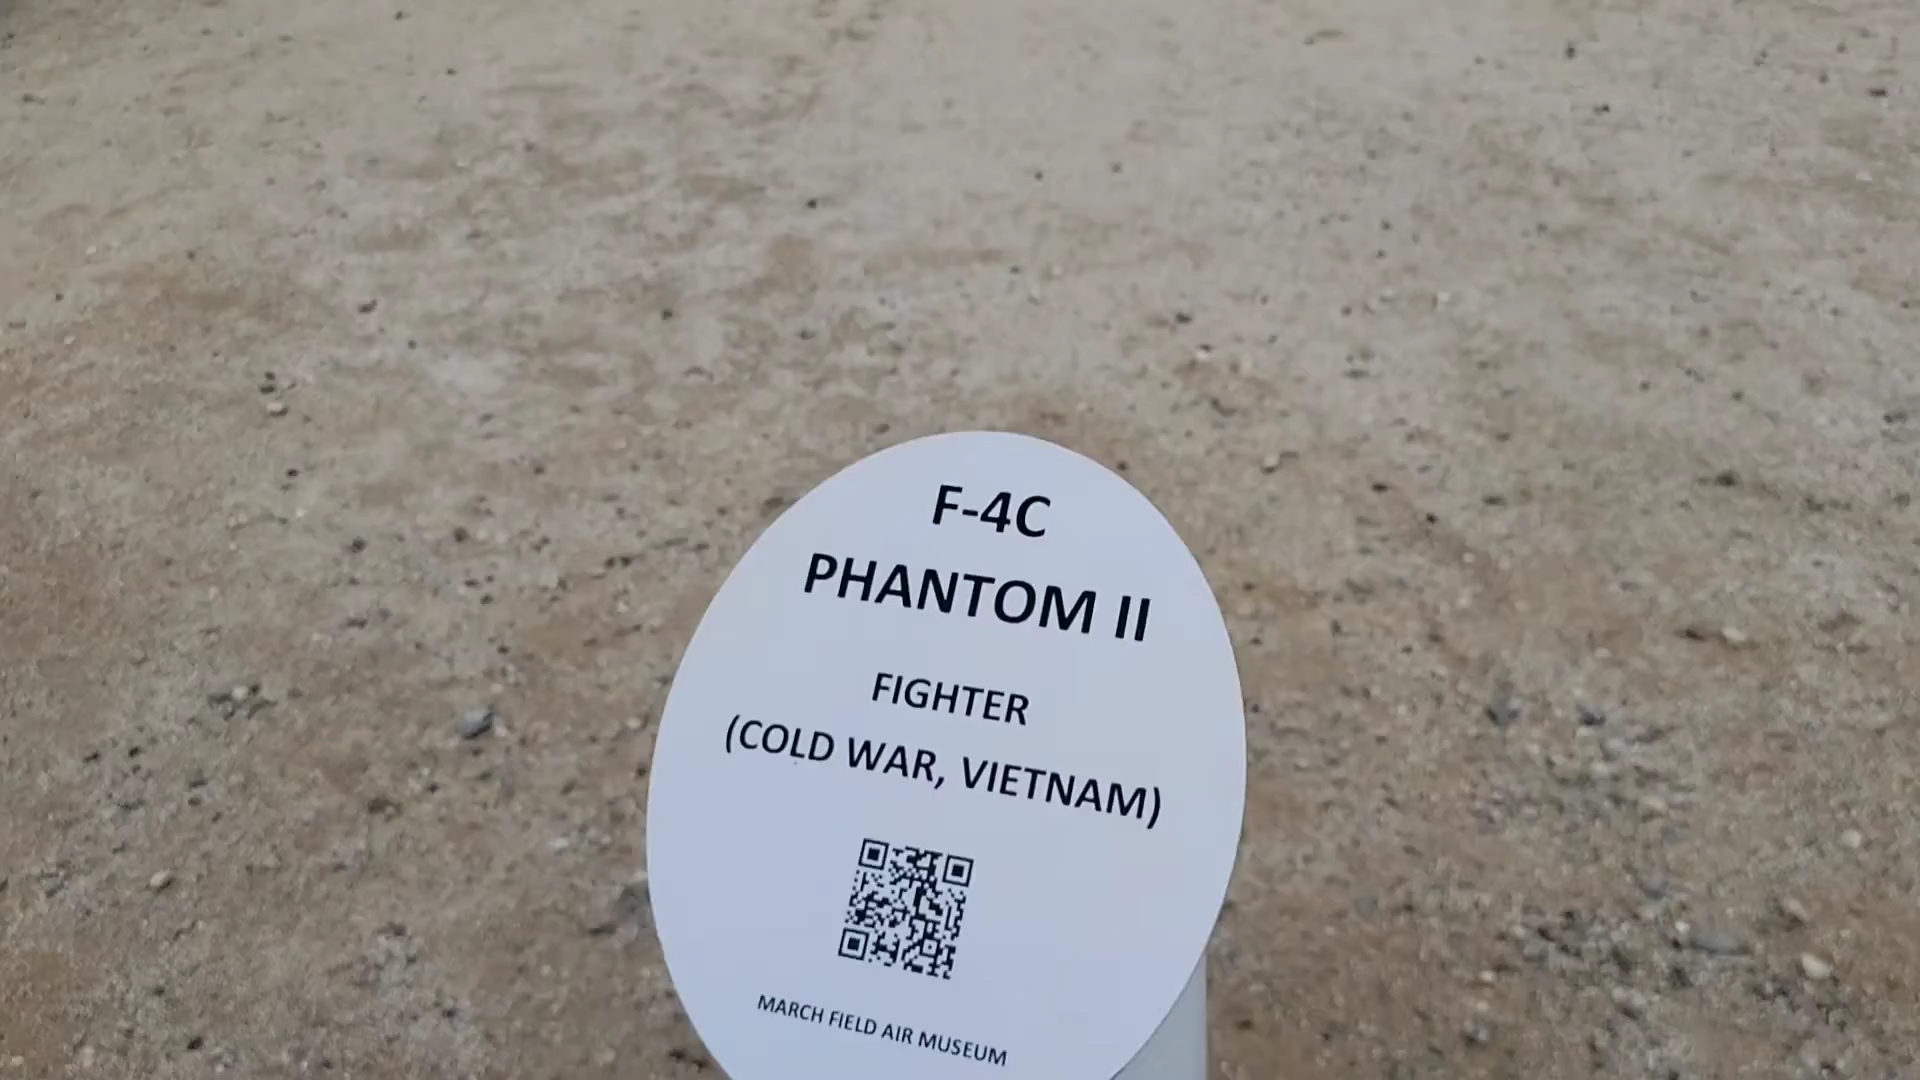 F-4C
PHANTOM II
FIGHTER
(COLD WAR, VIETNAM)
MARCH FIELD AIR MUSEUM